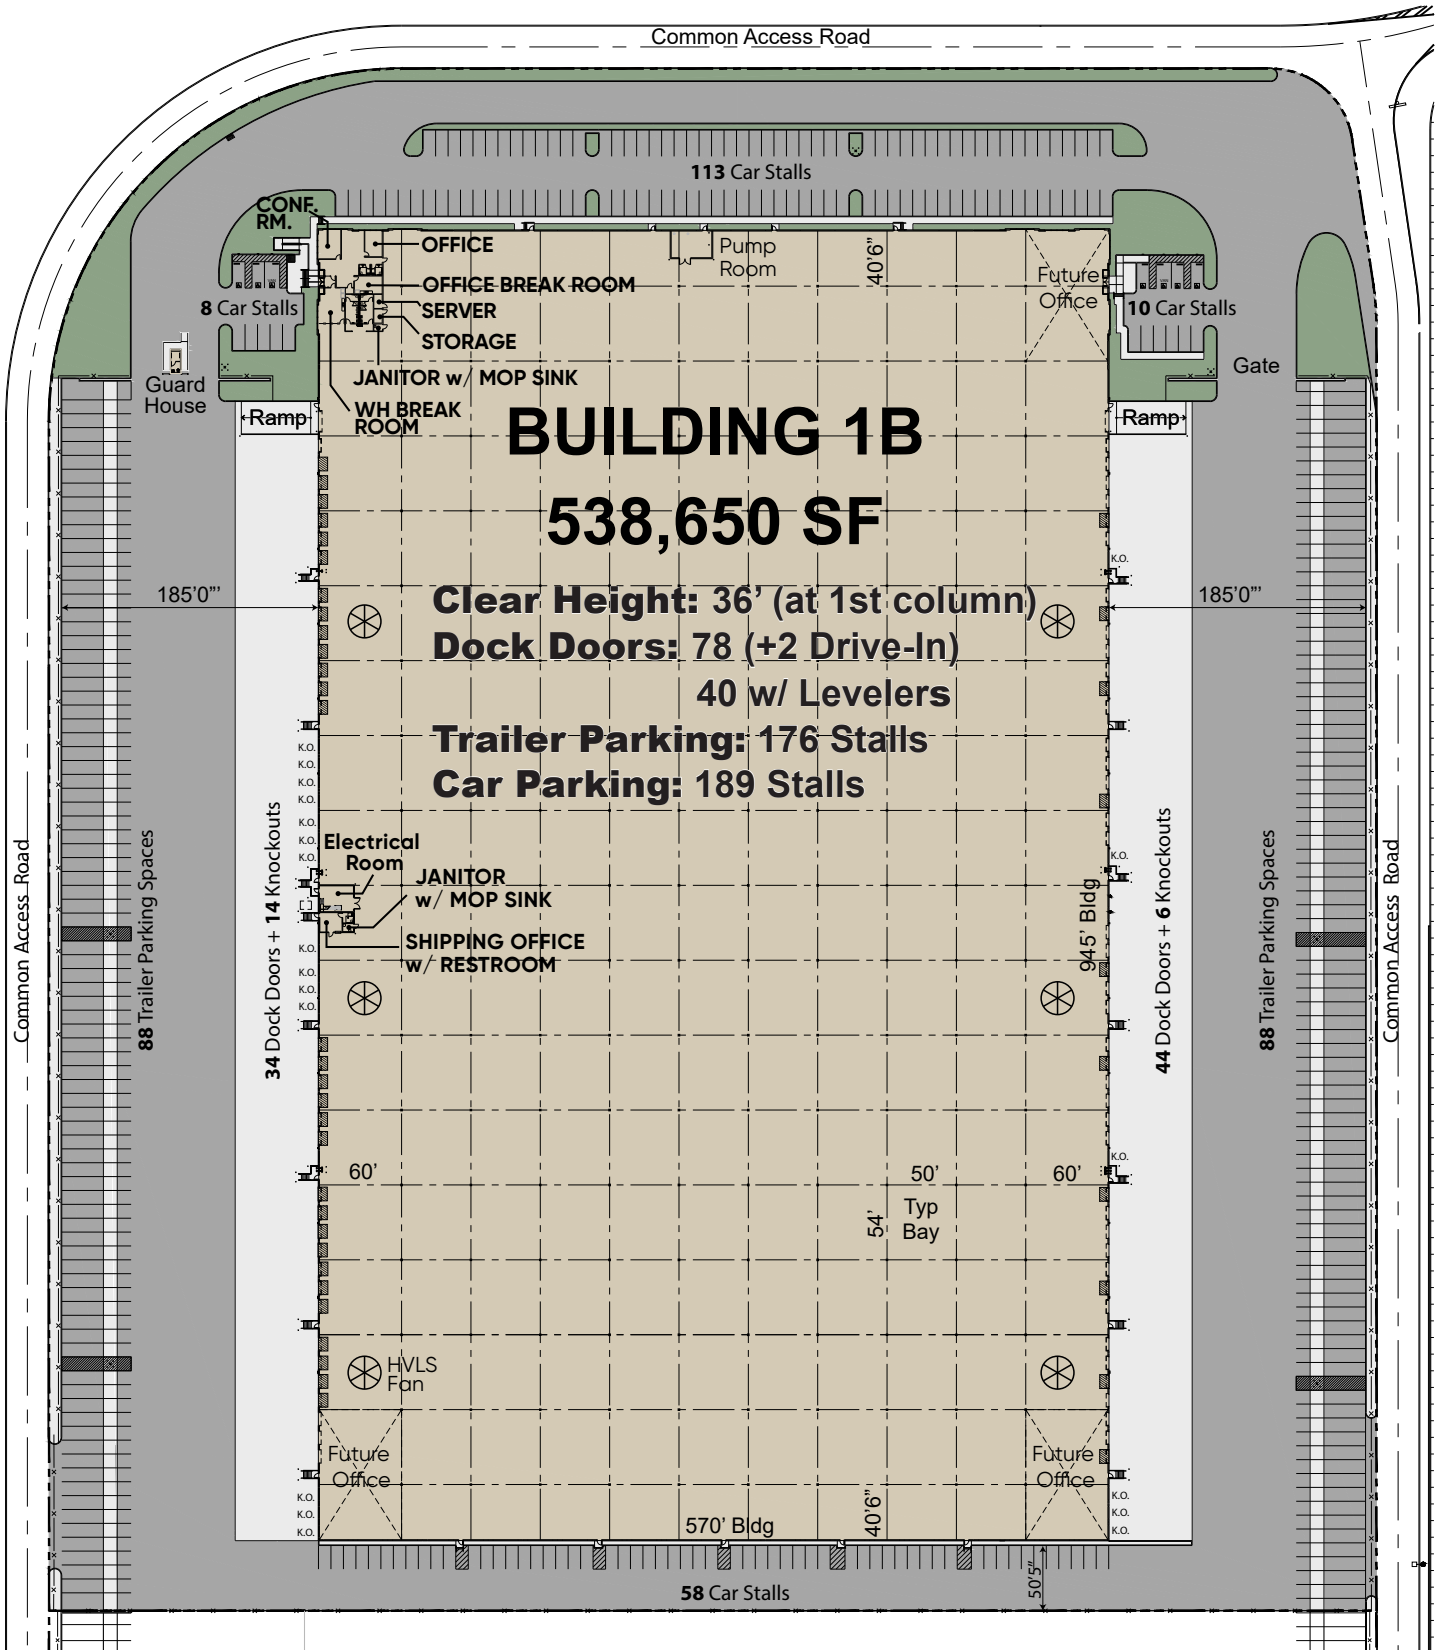 Common Access Road
113 Car Stalls
CONF.
RM.
OFFICE
OFFICE BREAK ROOM
SERVER
STORAGE
JANITOR w/ MOP SINK
WH BREAK
ROOM
Pump
Room
40'6"
Future
Office
8 Car Stalls
10 Car Stalls
Guard
House
Gate
Ramp
Ramp
BUILDING 1B
538,650 SF
Clear Height: 36' (at 1st column)
Dock Doors: 78 (+2 Drive-In)
40 w/ Levelers
Trailer Parking: 176 Stalls
Car Parking: 189 Stalls
185'0"'
185'0"'
K.O.
K.O.
K.O.
K.O.
K.O.
K.O.
K.O.
K.O.
K.O.
Electrical
Room
JANITOR
w/ MOP SINK
SHIPPING OFFICE
w/ RESTROOM
K.O.
K.O.
K.O.
K.O.
Common Access Road
88 Trailer Parking Spaces
34 Dock Doors + 14 Knockouts
945' Bldg
44 Dock Doors + 6 Knockouts
88 Trailer Parking Spaces
Common Access Road
K.O.
60'
50'
60'
54'
Typ
Bay
HVLS
Fan
Future
Office
Future
Office
K.O.
K.O.
K.O.
K.O.
K.O.
K.O.
570' Bldg
40'6"
58 Car Stalls
50'5"